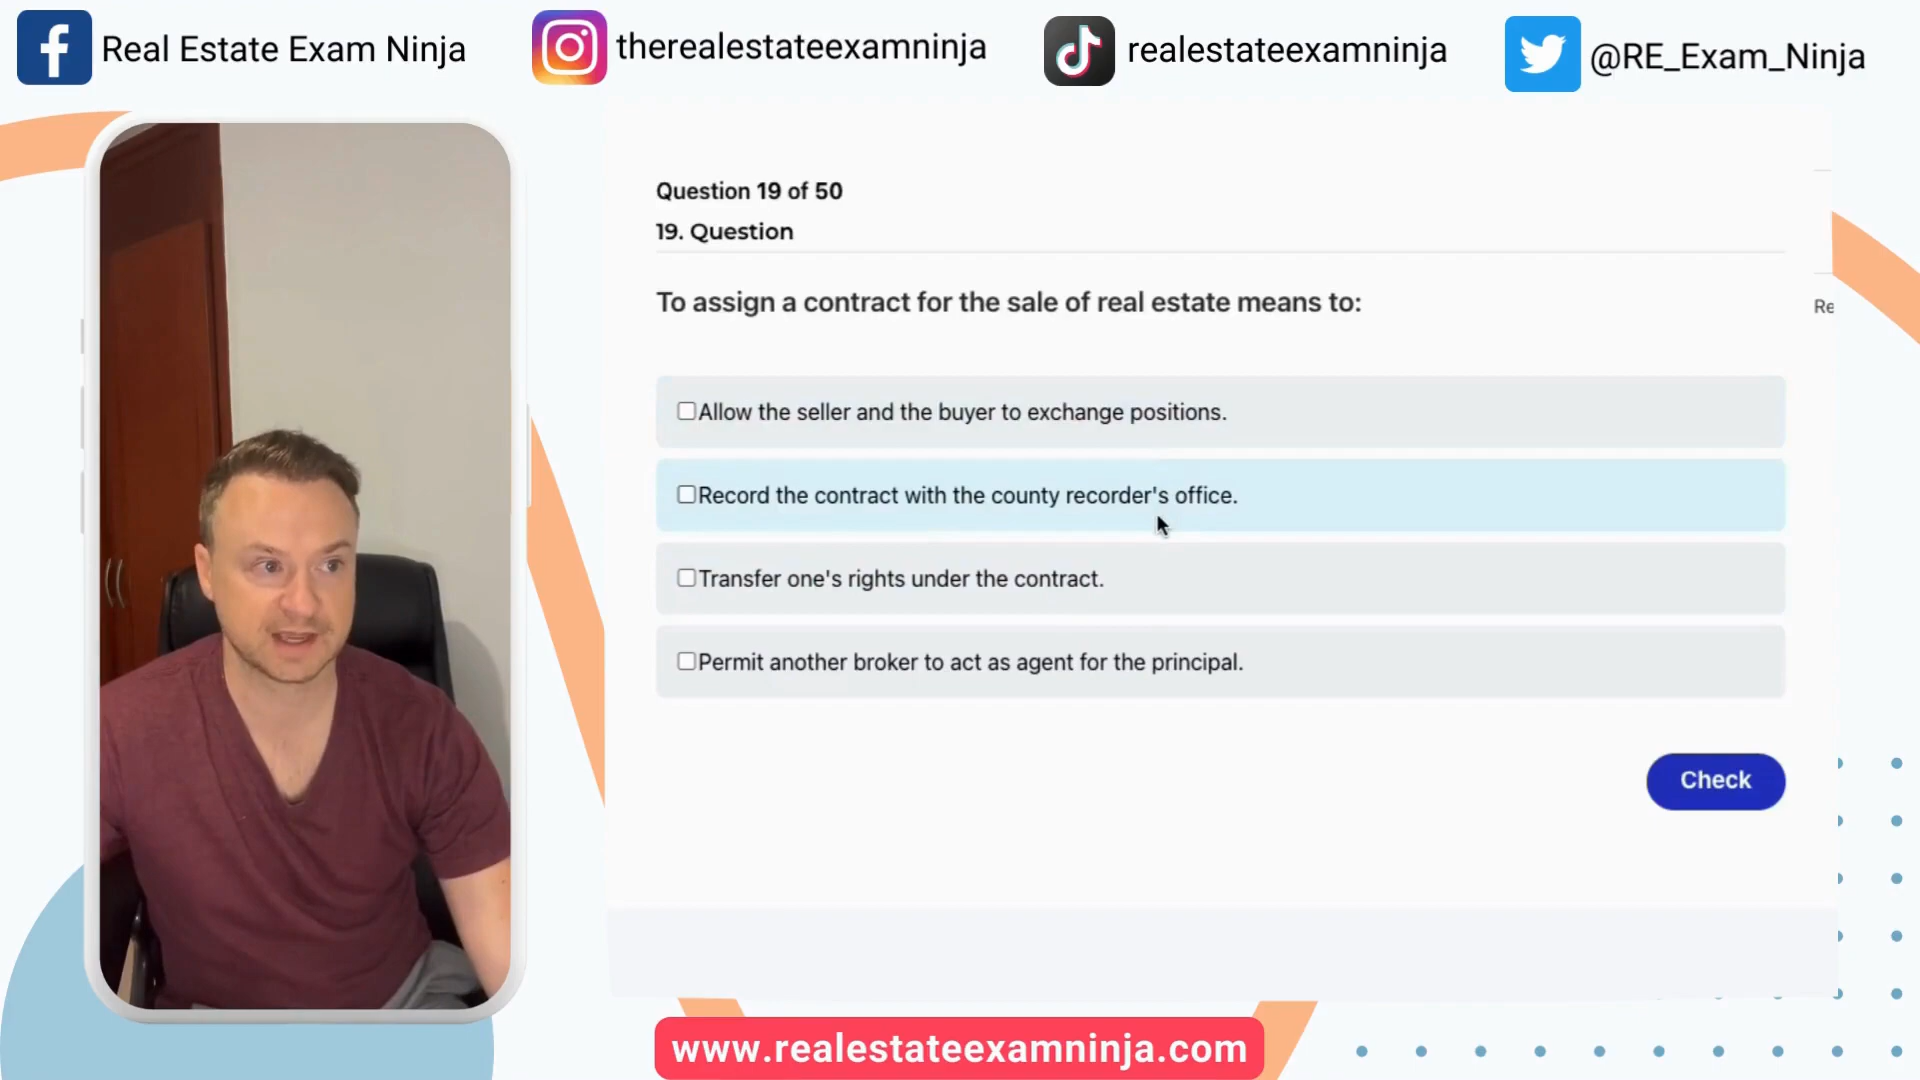 Real Estate Exam Ninja
therealestateexamninja
realestateexamninja
@RE_Exam_Ninja
Question 19 of 50
19. Question
To assign a contract for the sale of real estate means to:
Re
Allow the seller and the buyer to exchange positions.
Record the contract with the county recorder's office.
Transfer one's rights under the contract.
Permit another broker to act as agent for the principal.
Check
www.realestateexamninja.com